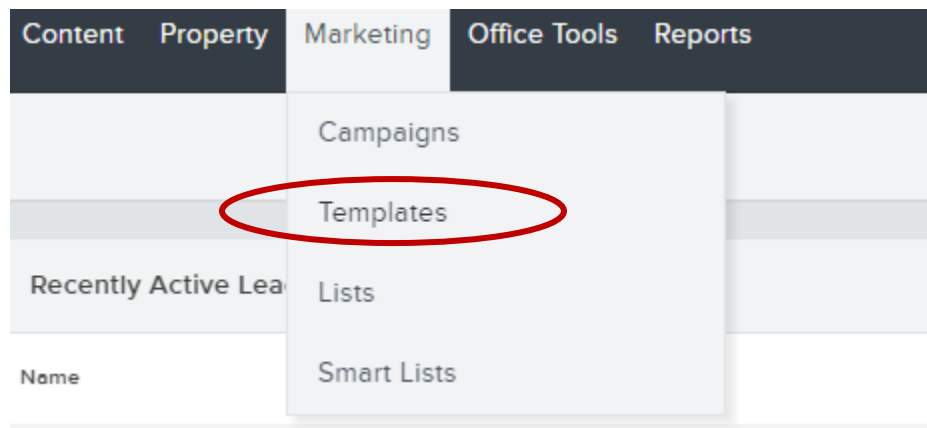 Content Property Marketing Office Tools Reports
Campaigns
Templates
Recently Active Lea
Lists
Smart Lists
Name